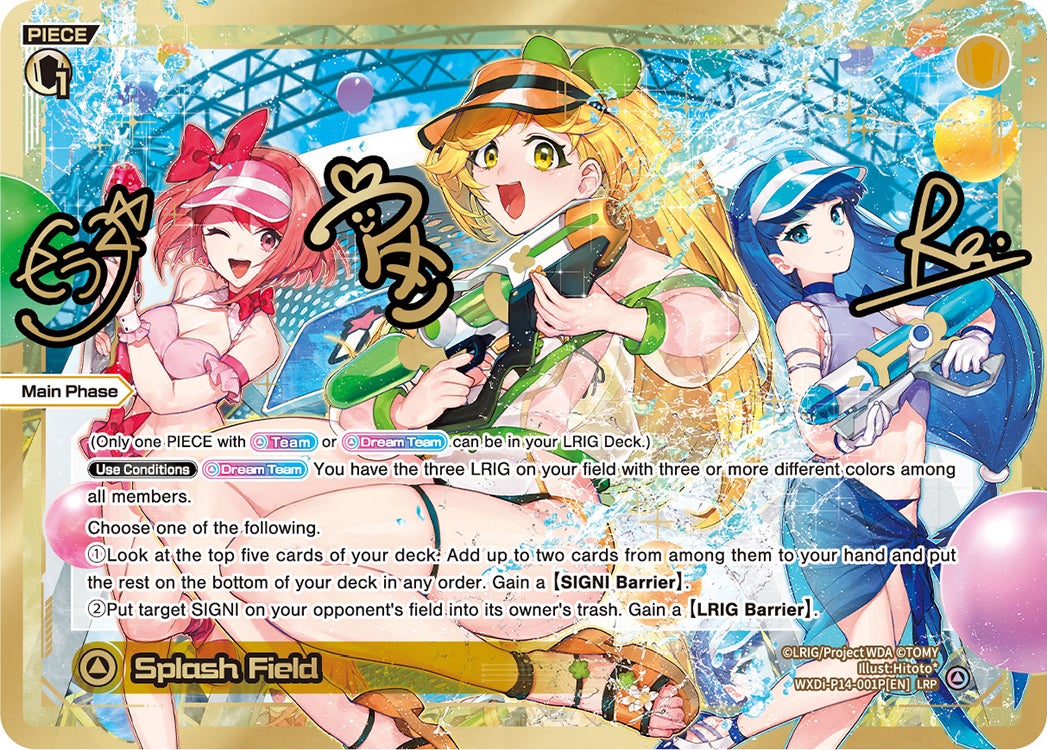 PIECE
1
ヒラナ
Rei
Main Phase
(Only one PIECE with Team or Dream Team can be in your LRIG Deck.)
Use Conditions Dream Team You have the three LRIG on your field with three or more different colors among
all members.
Choose one of the following.
①Look at the top five cards of your deck. Add up to two cards from among them to your hand and put
the rest on the bottom of your deck in any order. Gain a 【SIGNI Barrier】.
②Put target SIGNI on your opponent's field into its owner's trash. Gain a 【LRIG Barrier】.
Splash Field
©LRIG/Project WDA ©TOMY
Illust:Hitoto*
WXDi-P14-001P[EN] LRP